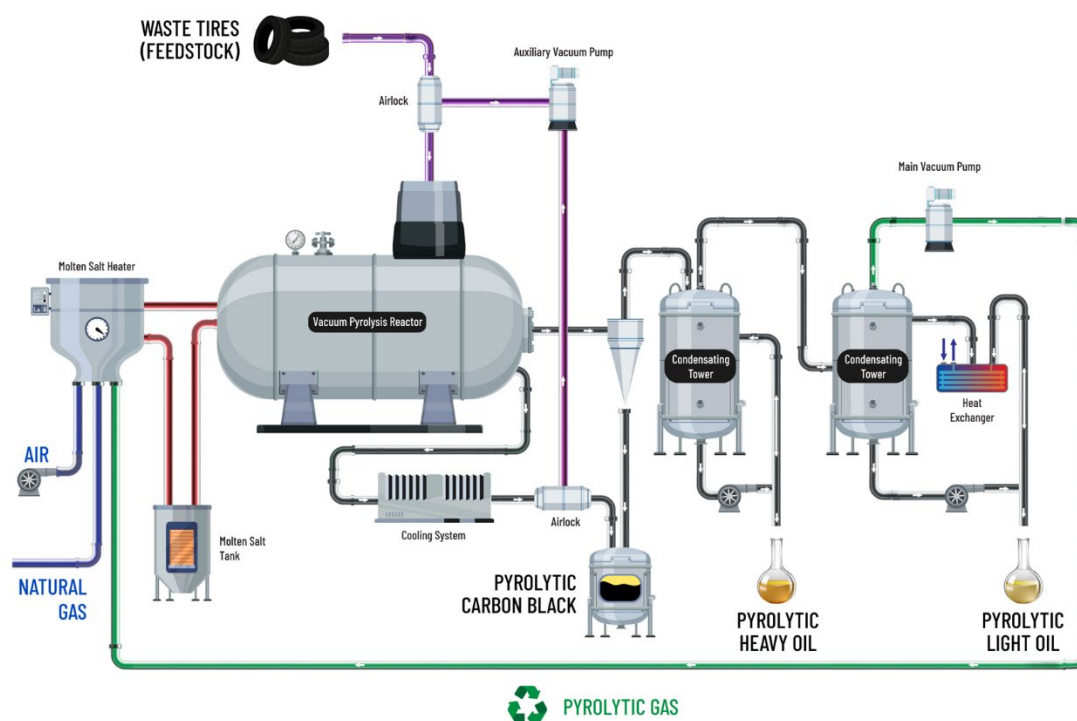 WASTE TIRES
(FEEDSTOCK)
Auxiliary Vacuum Pump
Airlock
Main Vacuum Pump
Molten Salt Heater
Vacuum Pyrolysis Reactor
Condensating
Tower
Condensating
Tower
Heat
Exchanger
AIR
Cooling System
Airlock
Molten Salt
Tank
NATURAL
GAS
PYROLYTIC
CARBON BLACK
PYROLYTIC
HEAVY OIL
PYROLYTIC
LIGHT OIL
PYROLYTIC GAS